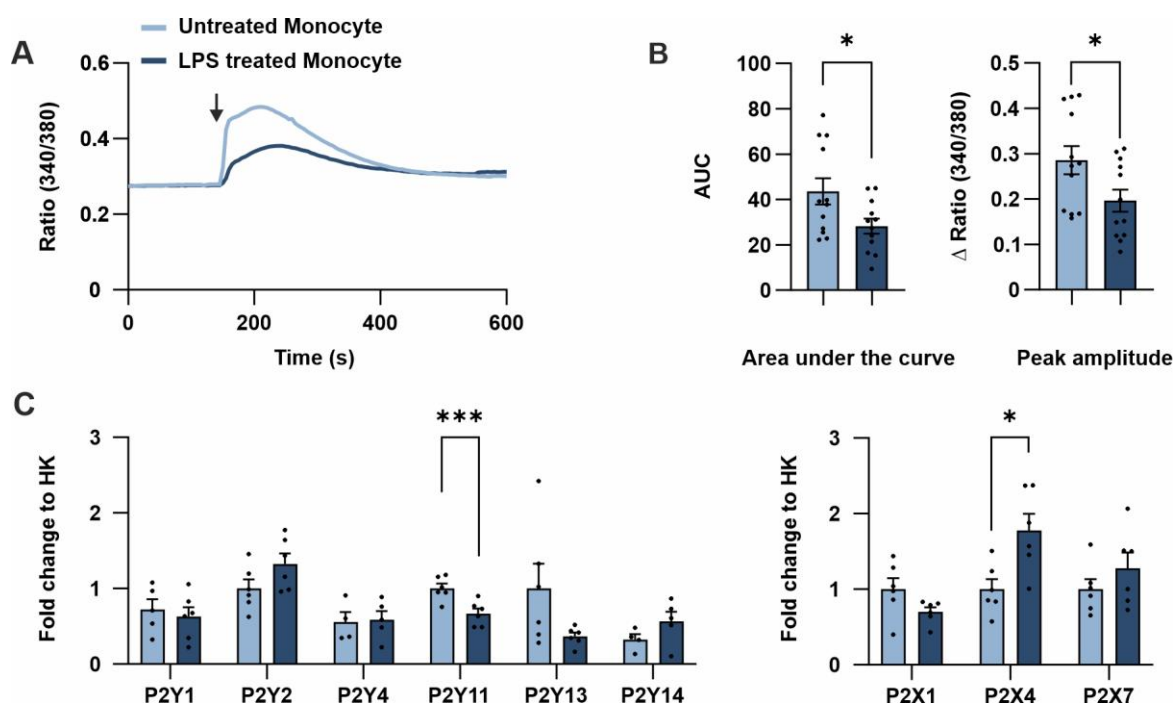 A
Untreated Monocyte
LPS treated Monocyte
Ratio (340/380)
0.6
0.4
0.2
0
0 200 400 600
Time (s)
B
AUC
100
80
60
40
20
0
*
Area under the curve
Δ Ratio (340/380)
0.5
0.4
0.3
0.2
0.1
0
*
Peak amplitude
C
Fold change to HK
3
2
1
0
***
P2Y1 P2Y2 P2Y4 P2Y11 P2Y13 P2Y14
Fold change to HK
3
2
1
0
*
P2X1 P2X4 P2X7